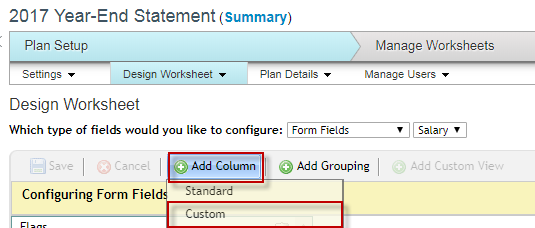 2017 Year-End Statement (Summary)
Plan Setup Manage Worksheets
Settings Design Worksheet Plan Details Manage Users
Design Worksheet
Which type of fields would you like to configure: Form Fields Salary
Save Cancel Add Column Add Grouping Add Custom View
Standard
Configuring Form Fields
Custom
Flags